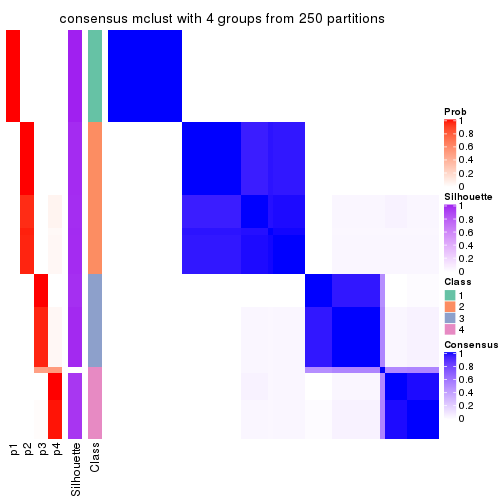 consensus mclust with 4 groups from 250 partitions
Prob
1
0.8
0.6
0.4
0.2
0
Silhouette
1
0.8
0.6
0.4
0.2
0
Class
1
2
3
4
Consensus
1
0.8
0.6
0.4
0.2
0
p1
p2
p3
p4
Silhouette
Class